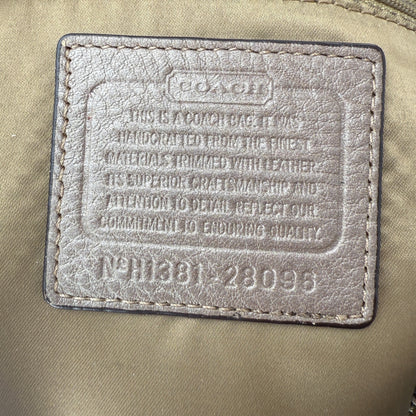 COACH
THIS IS A COACH BAG. IT WAS
HANDCRAFTED FROM THE FINEST
MATERIALS TRIMMED WITH LEATHER.
ITS SUPERIOR CRAFTSMANSHIP AND
ATTENTION TO DETAIL REFLECT OUR
COMMITMENT TO ENDURING QUALITY.
Nº H1381-28096